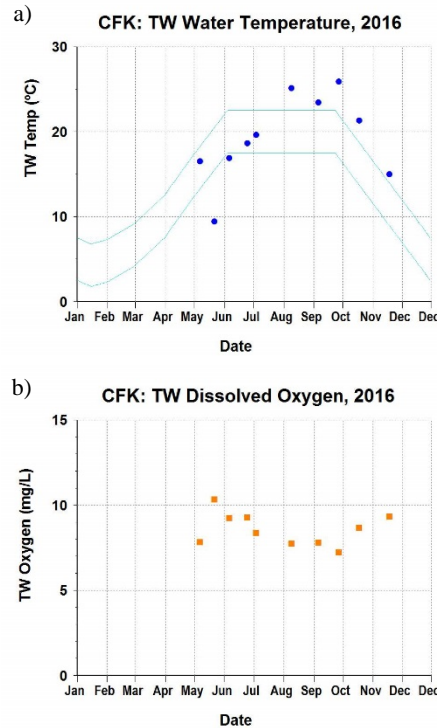 a)
CFK: TW Water Temperature, 2016
TW Temp (ºC)
30
20
10
0
Jan Feb Mar Apr May Jun Jul Aug Sep Oct Nov Dec Dec
Date
b)
CFK: TW Dissolved Oxygen, 2016
TW Oxygen (mg/L)
15
10
5
0
Jan Feb Mar Apr May Jun Jul Aug Sep Oct Nov Dec Dec
Date